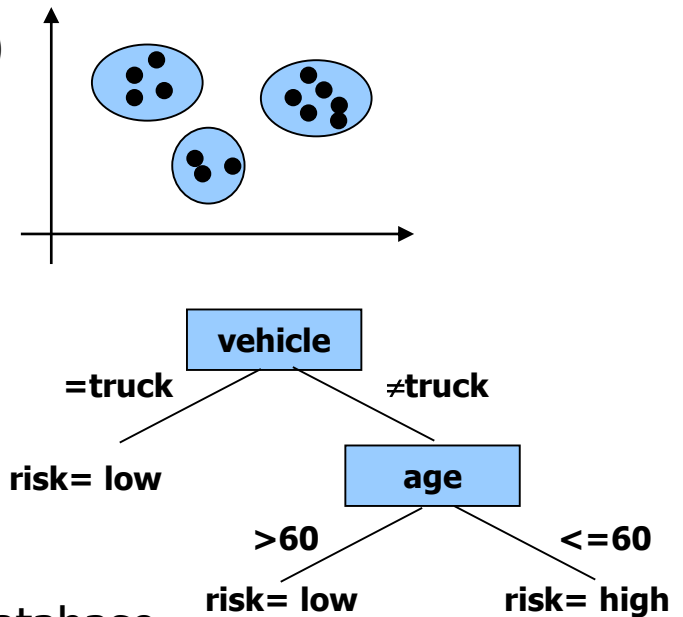 )
vehicle
=truck ≠truck
risk= low
age
>60 <=60
risk= low risk= high